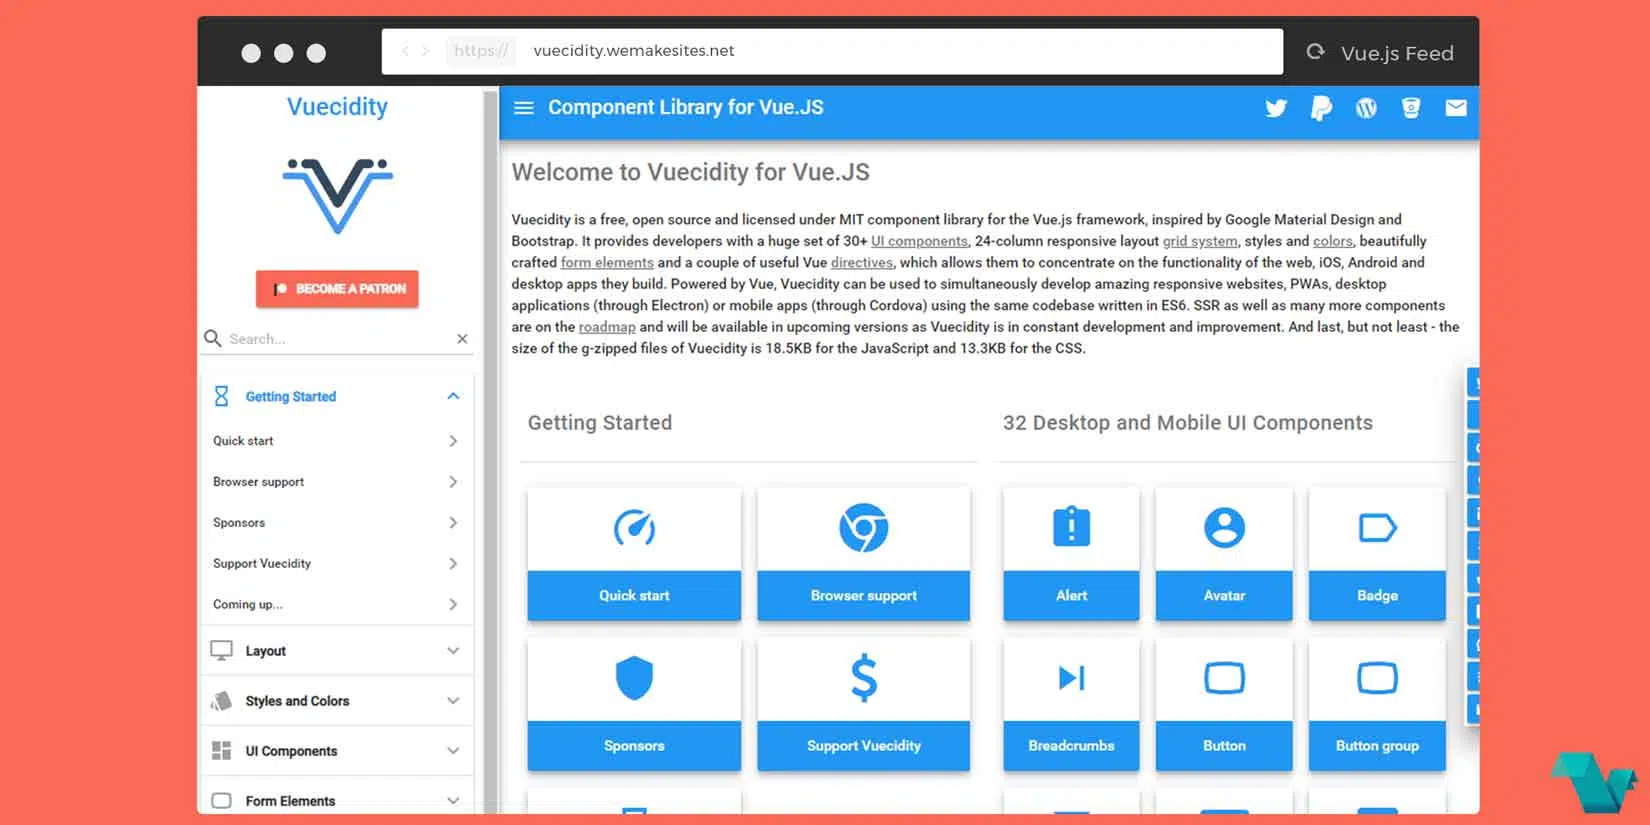 https://
vuecidity.wemakesites.net
Vue.js Feed
Vuecidity
BECOME A PATRON
Search...
Getting Started
Quick start
Browser support
Sponsors
Support Vuecidity
Coming up...
Layout
Styles and Colors
UI Components
Form Elements
Component Library for Vue.JS
Welcome to Vuecidity for Vue.JS
Vuecidity is a free, open source and licensed under MIT component library for the Vue.js framework, inspired by Google Material Design and
Bootstrap. It provides developers with a huge set of 30+ UI components, 24-column responsive layout grid system, styles and colors, beautifully
crafted form elements and a couple of useful Vue directives, which allows them to concentrate on the functionality of the web, iOS, Android and
desktop apps they build. Powered by Vue, Vuecidity can be used to simultaneously develop amazing responsive websites, PWAs, desktop
applications (through Electron) or mobile apps (through Cordova) using the same codebase written in ES6. SSR as well as many more components
are on the roadmap and will be available in upcoming versions as Vuecidity is in constant development and improvement. And last, but not least - the
size of the g-zipped files of Vuecidity is 18.5KB for the JavaScript and 13.3KB for the CSS.
Getting Started
Quick start
Browser support
Sponsors
Support Vuecidity
32 Desktop and Mobile UI Components
Alert
Avatar
Badge
Breadcrumbs
Button
Button group